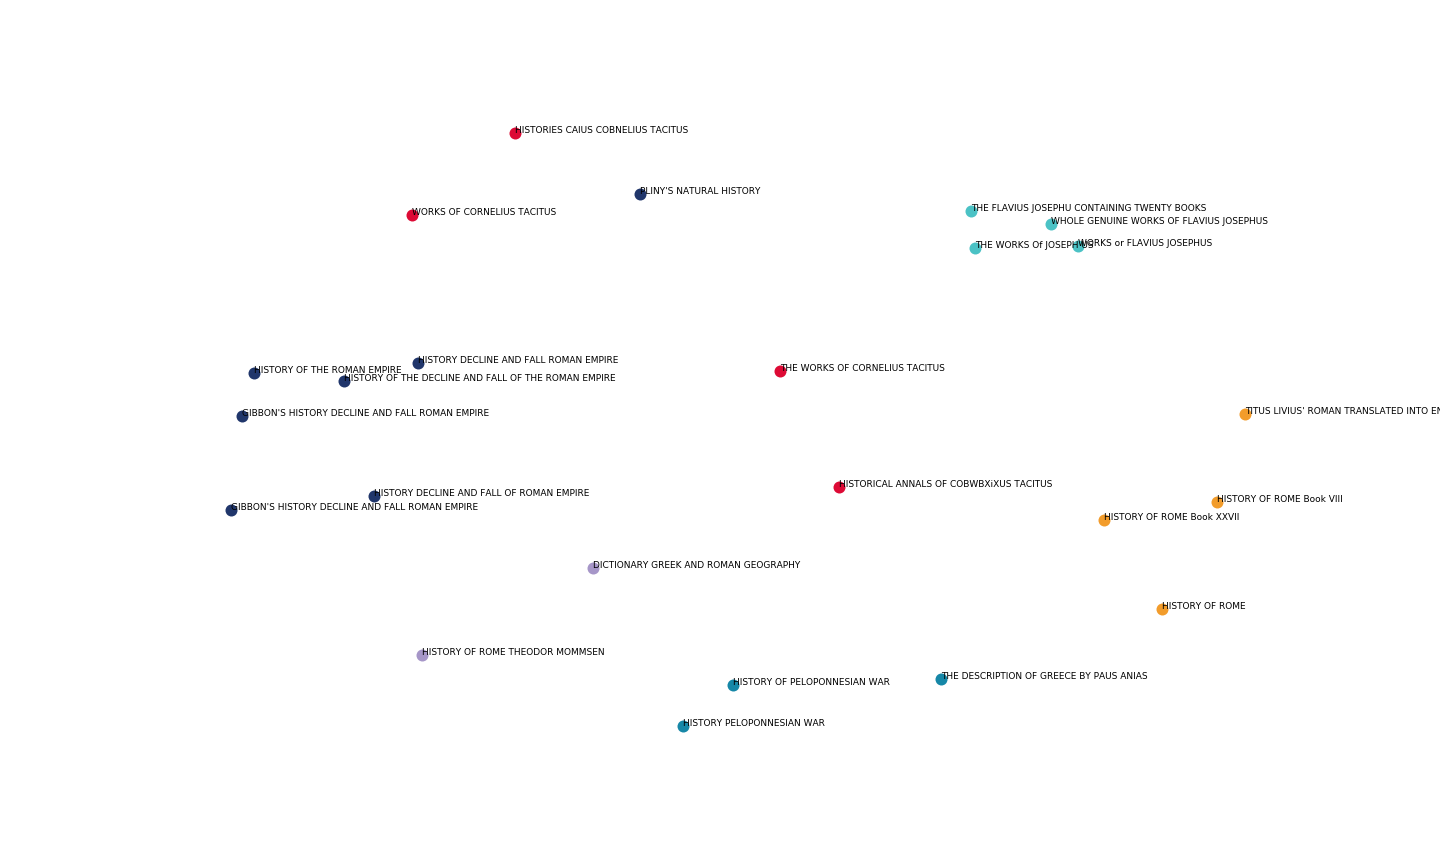 HISTORIES CAIUS COBNELIUS TACITUS
PLINY'S NATURAL HISTORY
WORKS OF CORNELIUS TACITUS
THE FLAVIUS JOSEPHU CONTAINING TWENTY BOOKS
WHOLE GENUINE WORKS OF FLAVIUS JOSEPHUS
THE WORKS Of JOSEPHUS
WORKS or FLAVIUS JOSEPHUS
HISTORY DECLINE AND FALL ROMAN EMPIRE
HISTORY OF THE ROMAN EMPIRE
HISTORY OF THE DECLINE AND FALL OF THE ROMAN EMPIRE
THE WORKS OF CORNELIUS TACITUS
GIBBON'S HISTORY DECLINE AND FALL ROMAN EMPIRE
TITUS LIVIUS' ROMAN TRANSLATED INTO EN
HISTORICAL ANNALS OF COBWBXiXUS TACITUS
HISTORY DECLINE AND FALL OF ROMAN EMPIRE
HISTORY OF ROME Book VIII
GIBBON'S HISTORY DECLINE AND FALL ROMAN EMPIRE
HISTORY OF ROME Book XXVII
DICTIONARY GREEK AND ROMAN GEOGRAPHY
HISTORY OF ROME
HISTORY OF ROME THEODOR MOMMSEN
THE DESCRIPTION OF GREECE BY PAUS ANIAS
HISTORY OF PELOPONNESIAN WAR
HISTORY PELOPONNESIAN WAR